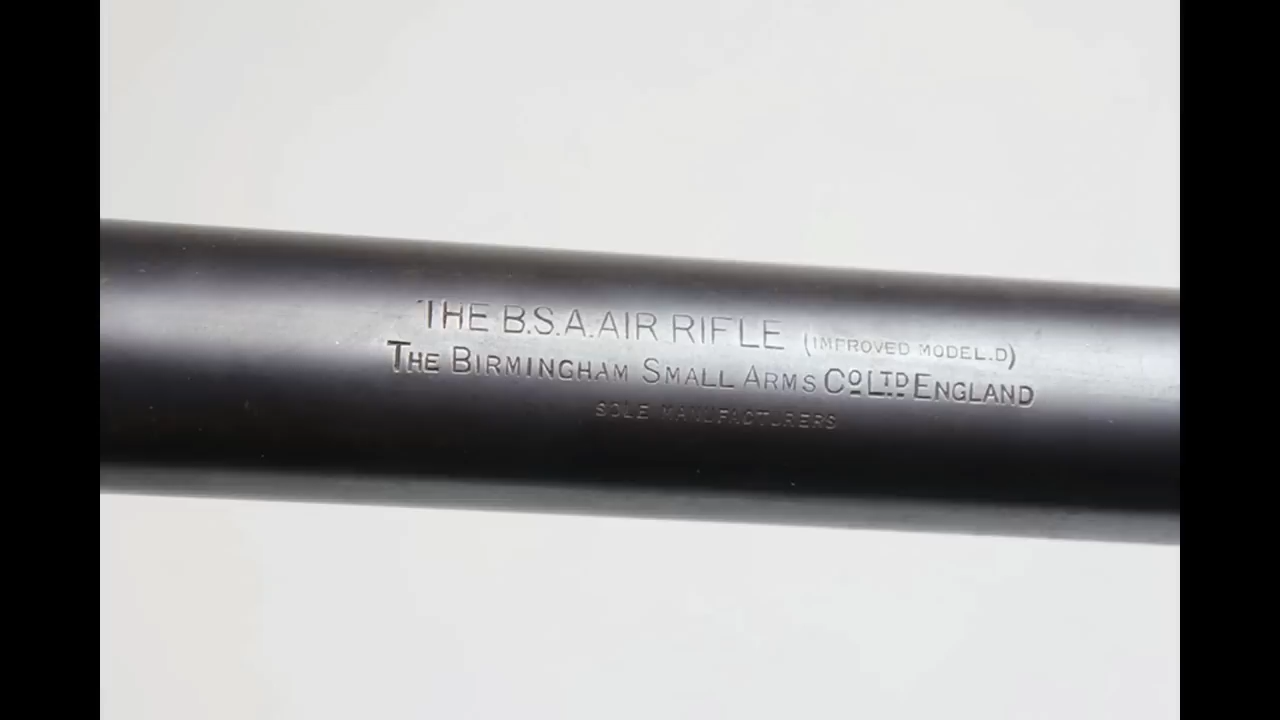 THE B.S.A. AIR RIFLE (IMPROVED MODEL.D)
THE BIRMINGHAM SMALL ARMS CO LTD ENGLAND
SOLE MANUFACTURERS